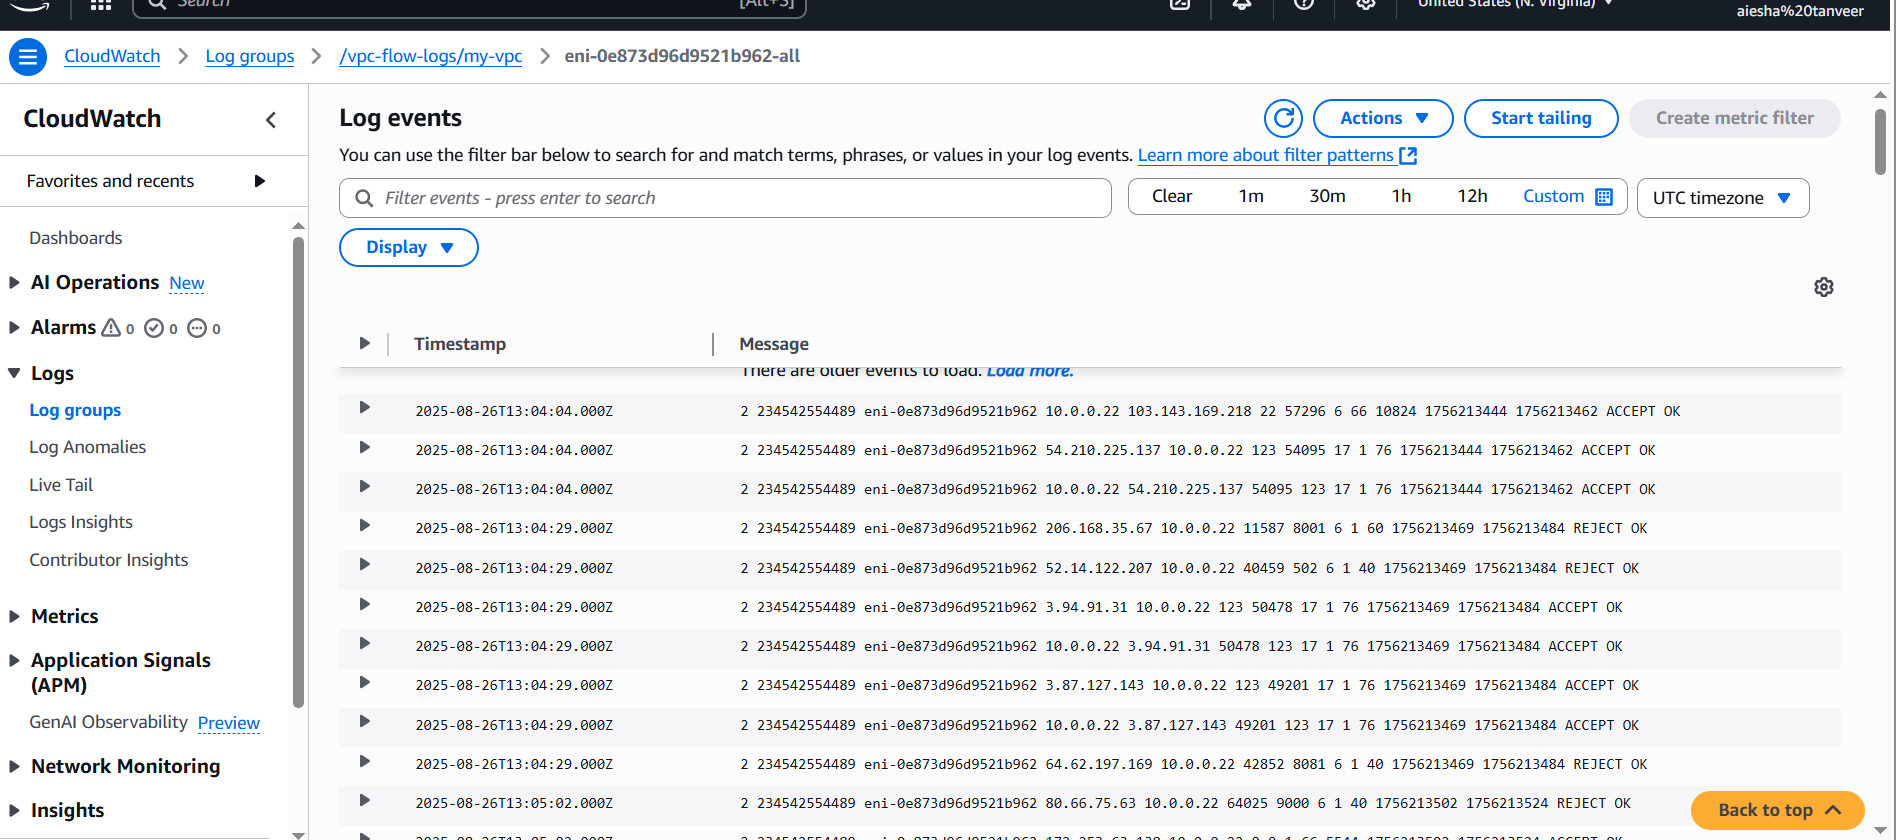 Search [Alt+S] United States (N. Virginia)
aiesha%20tanveer
CloudWatch Log groups /vpc-flow-logs/my-vpc eni-0e873d96d9521b962-all
CloudWatch
Favorites and recents
Dashboards
AI Operations New
Alarms 0 0 0
Logs
Log groups
Log Anomalies
Live Tail
Logs Insights
Contributor Insights
Metrics
Application Signals
(APM)
GenAI Observability Preview
Network Monitoring
Insights
Log events
Actions Start tailing Create metric filter
You can use the filter bar below to search for and match terms, phrases, or values in your log events. Learn more about filter patterns
Filter events - press enter to search
Clear 1m 30m 1h 12h Custom UTC timezone
Display
Timestamp Message
There are older events to load. Load more.
2025-08-26T13:04:04.000Z 2 234542554489 eni-0e873d96d9521b962 10.0.0.22 103.143.169.218 22 57296 6 66 10824 1756213444 1756213462 ACCEPT OK
2025-08-26T13:04:04.000Z 2 234542554489 eni-0e873d96d9521b962 54.210.225.137 10.0.0.22 123 54095 17 1 76 1756213444 1756213462 ACCEPT OK
2025-08-26T13:04:04.000Z 2 234542554489 eni-0e873d96d9521b962 10.0.0.22 54.210.225.137 54095 123 17 1 76 1756213444 1756213462 ACCEPT OK
2025-08-26T13:04:29.000Z 2 234542554489 eni-0e873d96d9521b962 206.168.35.67 10.0.0.22 11587 8001 6 1 60 1756213469 1756213484 REJECT OK
2025-08-26T13:04:29.000Z 2 234542554489 eni-0e873d96d9521b962 52.14.122.207 10.0.0.22 40459 502 6 1 40 1756213469 1756213484 REJECT OK
2025-08-26T13:04:29.000Z 2 234542554489 eni-0e873d96d9521b962 3.94.91.31 10.0.0.22 123 50478 17 1 76 1756213469 1756213484 ACCEPT OK
2025-08-26T13:04:29.000Z 2 234542554489 eni-0e873d96d9521b962 10.0.0.22 3.94.91.31 50478 123 17 1 76 1756213469 1756213484 ACCEPT OK
2025-08-26T13:04:29.000Z 2 234542554489 eni-0e873d96d9521b962 3.87.127.143 10.0.0.22 123 49201 17 1 76 1756213469 1756213484 ACCEPT OK
2025-08-26T13:04:29.000Z 2 234542554489 eni-0e873d96d9521b962 10.0.0.22 3.87.127.143 49201 123 17 1 76 1756213469 1756213484 ACCEPT OK
2025-08-26T13:04:29.000Z 2 234542554489 eni-0e873d96d9521b962 64.62.197.169 10.0.0.22 42852 8081 6 1 40 1756213469 1756213484 REJECT OK
2025-08-26T13:05:02.000Z 2 234542554489 eni-0e873d96d9521b962 80.66.75.63 10.0.0.22 64025 9000 6 1 40 1756213502 1756213524 REJECT OK
Back to top